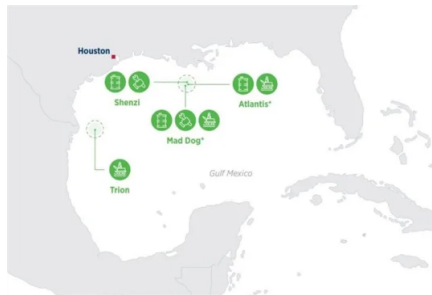 Houston
Shenzi
Atlantis*
Mad Dog*
Gulf Mexico
Trion